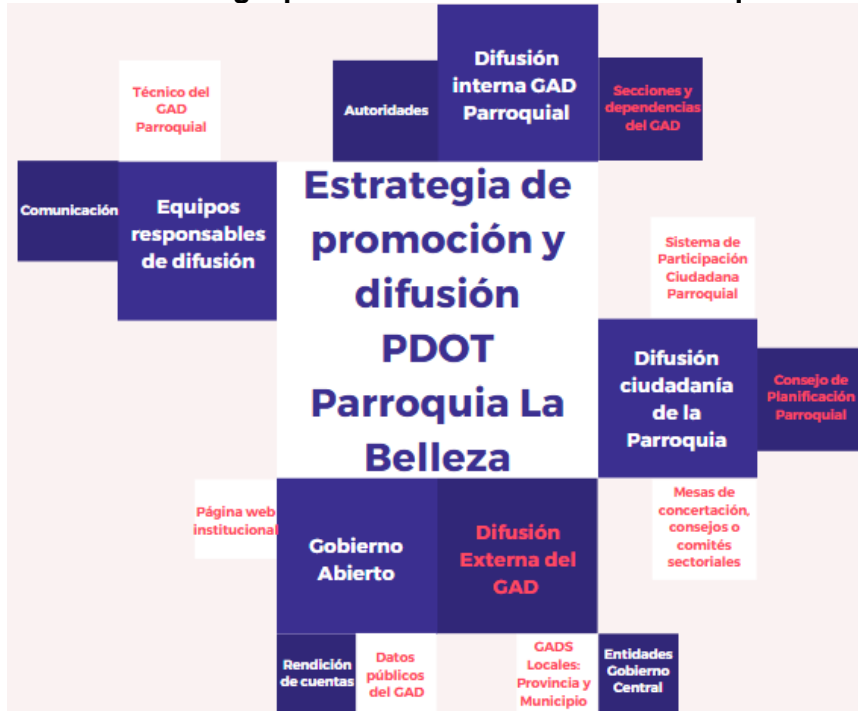 Difusión
interna GAD
Parroquial
Técnico del
GAD
Parroquial
Autoridades
Secciones y
dependencias
del GAD
Comunicación
Equipos
responsables
de difusión
Estrategia de
promoción y
difusión
PDOT
Parroquia La
Belleza
Sistema de
Participación
Ciudadana
Parroquial
Difusión
ciudadanía
de la
Parroquia
Consejo de
Planificación
Parroquial
Mesas de
concertación,
consejos o
comités
sectoriales
Página web
institucional
Gobierno
Abierto
Difusión
Externa del
GAD
Rendición
de cuentas
Datos
públicos
del GAD
GADS
Locales:
Provincia y
Municipio
Entidades
Gobierno
Central